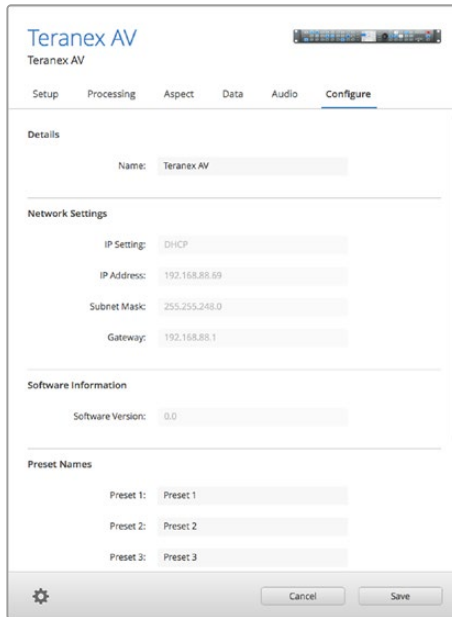 Teranex AV
Teranex AV
Setup Processing Aspect Data Audio Configure
Details
Name: Teranex AV
Network Settings
IP Setting: DHCP
IP Address: 192.168.88.69
Subnet Mask: 255.255.248.0
Gateway: 192.168.88.1
Software Information
Software Version: 0.0
Preset Names
Preset 1: Preset 1
Preset 2: Preset 2
Preset 3: Preset 3
Cancel Save